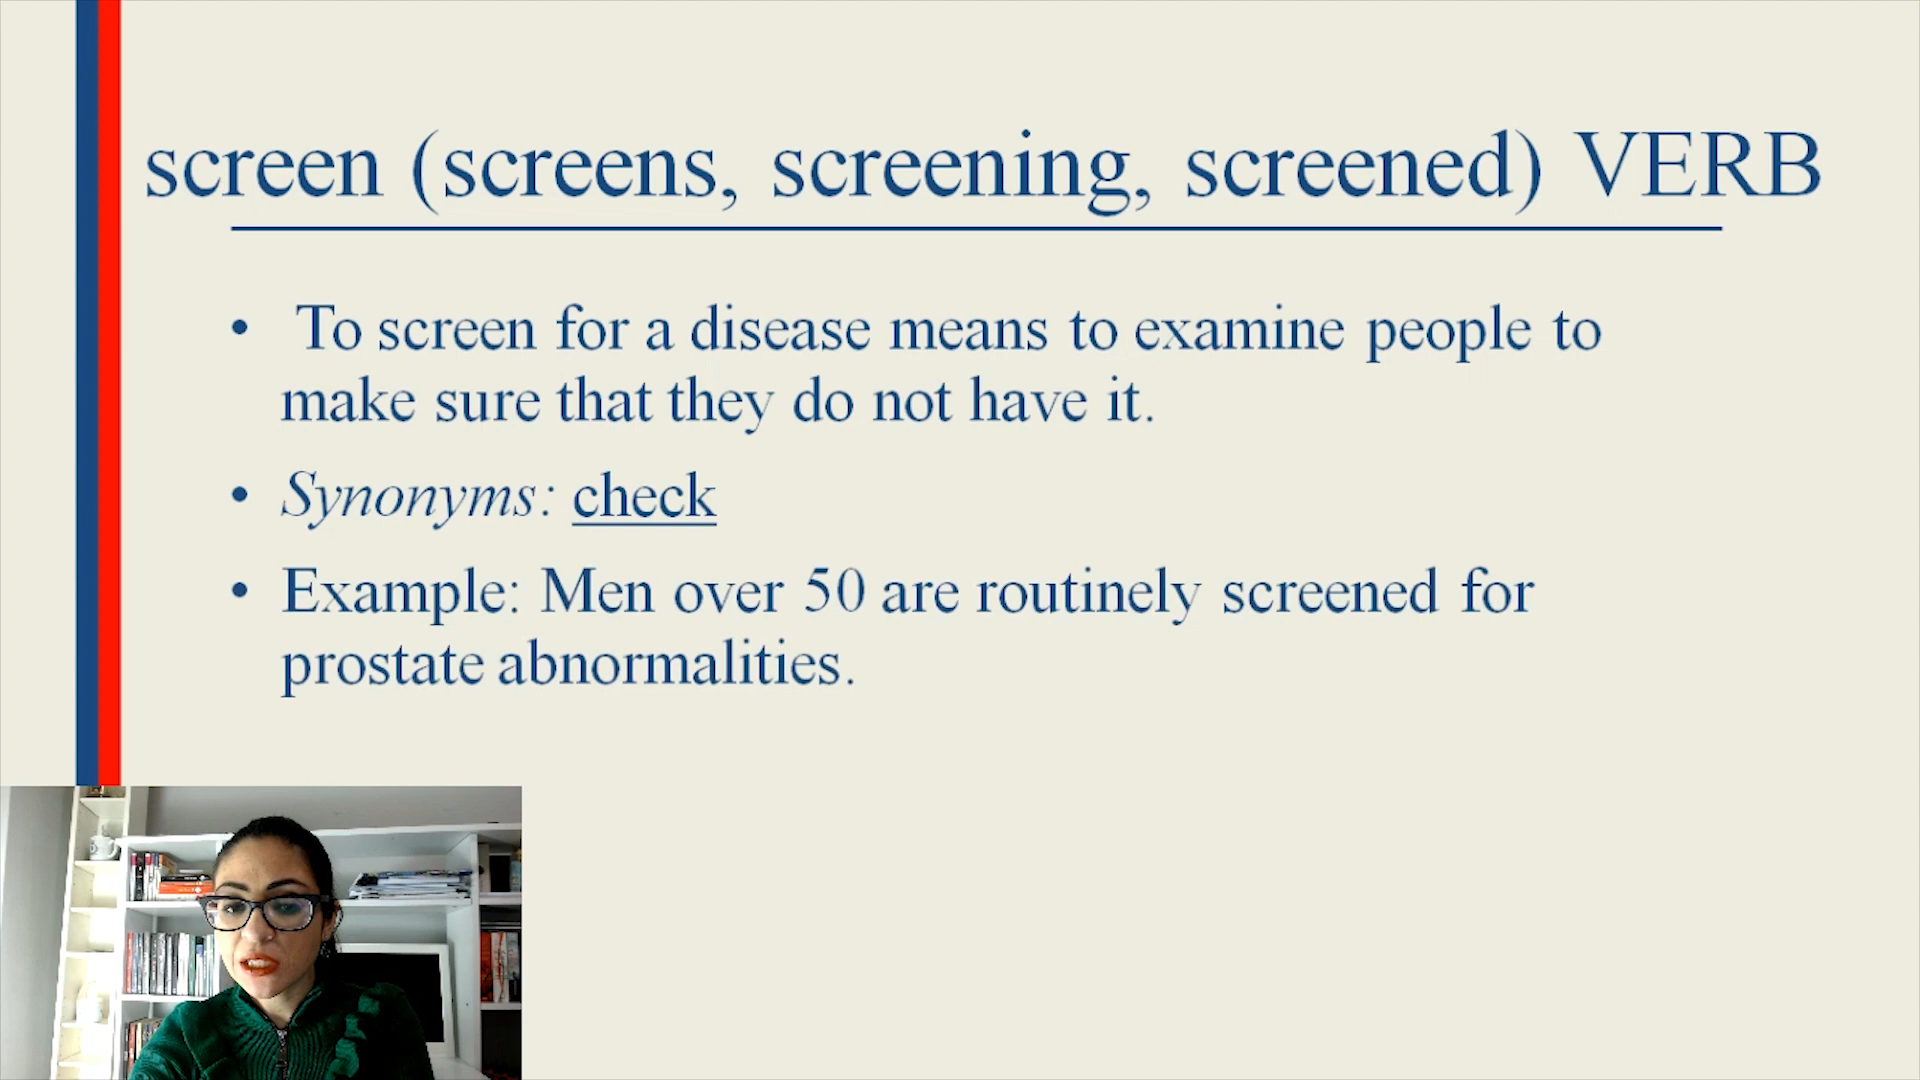 screen (screens, screening, screened) VERB
• To screen for a disease means to examine people to
make sure that they do not have it.
• Synonyms: check
• Example: Men over 50 are routinely screened for
prostate abnormalities.